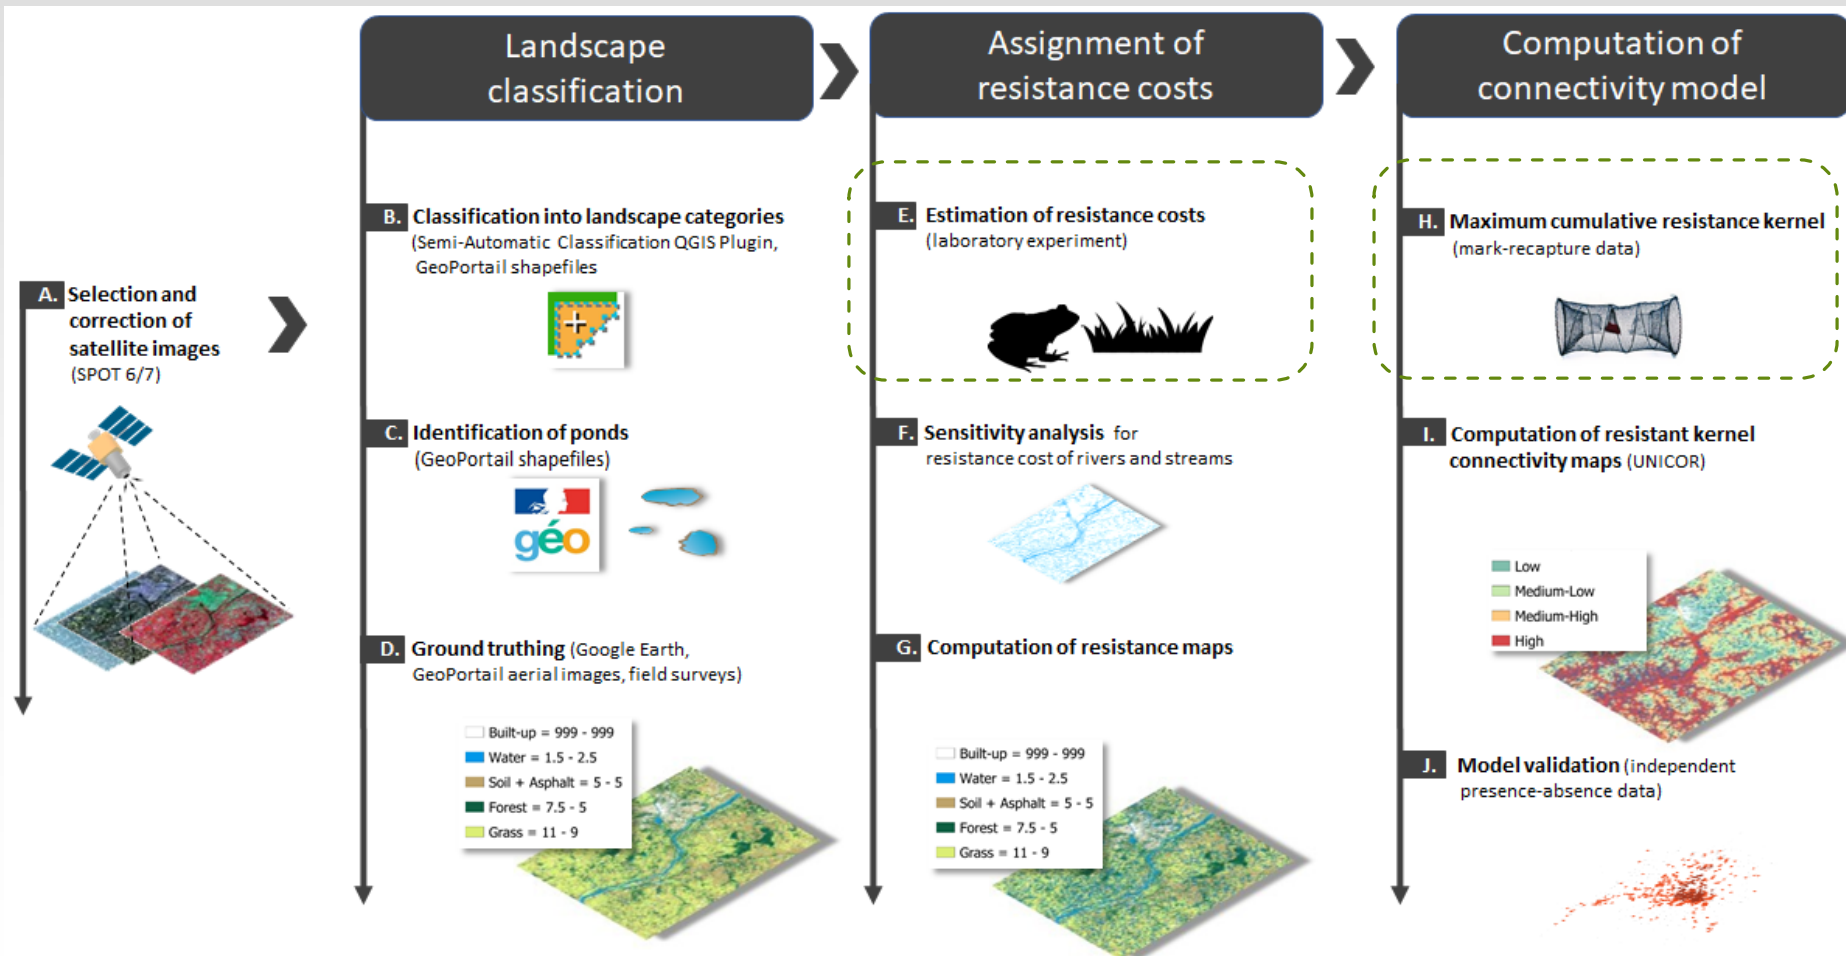 Landscape
classification
Assignment of
resistance costs
Computation of
connectivity model
A. Selection and
correction of
satellite images
(SPOT 6/7)
B. Classification into landscape categories
(Semi-Automatic Classification QGIS Plugin,
GeoPortail shapefiles
C. Identification of ponds
(GeoPortail shapefiles)
géo
D. Ground truthing (Google Earth,
GeoPortail aerial images, field surveys)
Built-up = 999 - 999
Water = 1.5 - 2.5
Soil + Asphalt = 5 - 5
Forest = 7.5 - 5
Grass = 11 - 9
E. Estimation of resistance costs
(laboratory experiment)
F. Sensitivity analysis for
resistance cost of rivers and streams
G. Computation of resistance maps
Built-up = 999 - 999
Water = 1.5 - 2.5
Soil + Asphalt = 5 - 5
Forest = 7.5 - 5
Grass = 11 - 9
H. Maximum cumulative resistance kernel
(mark-recapture data)
I. Computation of resistant kernel
connectivity maps (UNICOR)
Low
Medium-Low
Medium-High
High
J. Model validation (independent
presence-absence data)